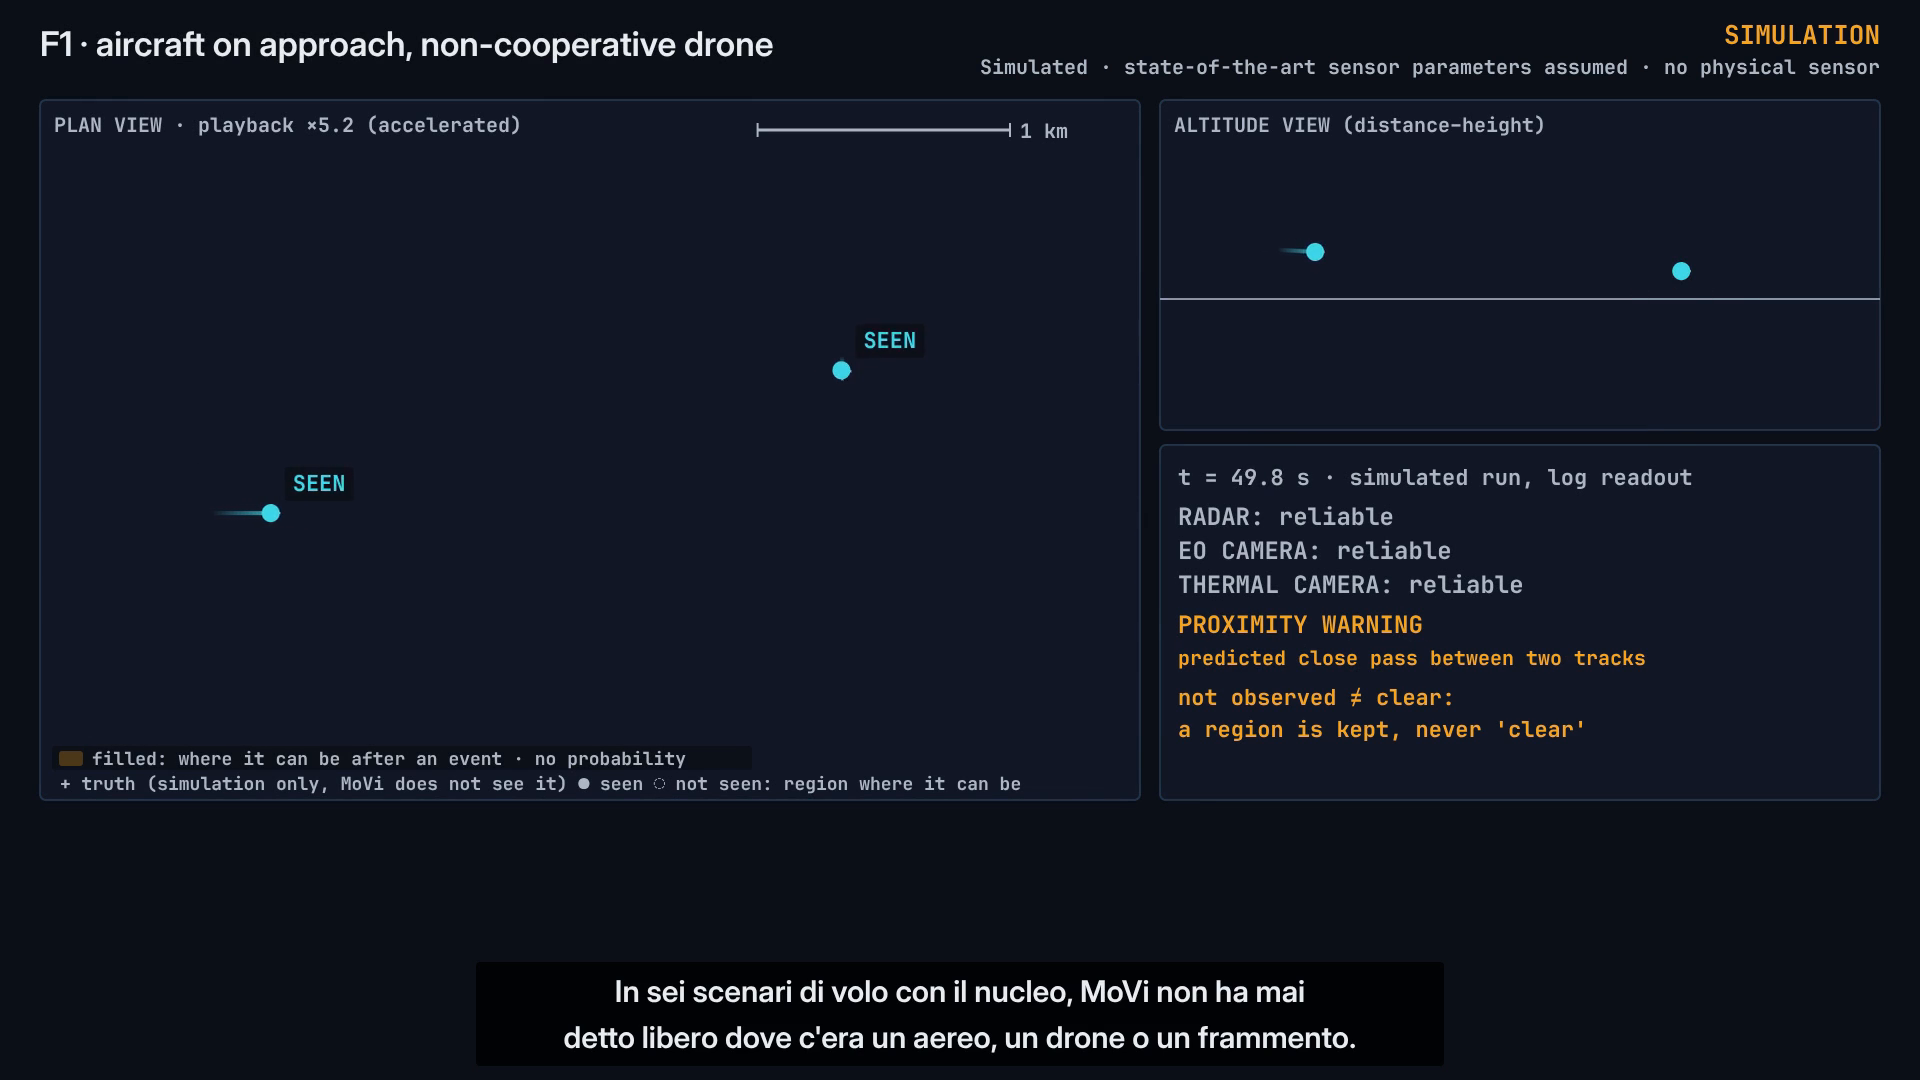 F1 · aircraft on approach, non-cooperative drone
SIMULATION
Simulated · state-of-the-art sensor parameters assumed · no physical sensor
PLAN VIEW · playback ×5.2 (accelerated)
1 km
SEEN
SEEN
filled: where it can be after an event · no probability
+ truth (simulation only, MoVi does not see it) ● seen ◌ not seen: region where it can be
ALTITUDE VIEW (distance-height)
t = 49.8 s · simulated run, log readout
RADAR: reliable
EO CAMERA: reliable
THERMAL CAMERA: reliable
PROXIMITY WARNING
predicted close pass between two tracks
not observed ≠ clear:
a region is kept, never 'clear'
In sei scenari di volo con il nucleo, MoVi non ha mai
detto libero dove c'era un aereo, un drone o un frammento.